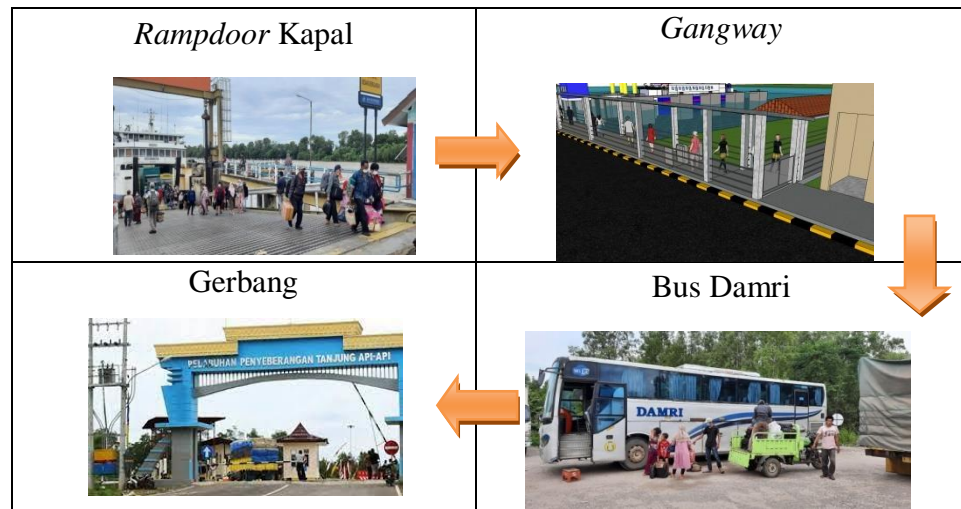 Rampdoor Kapal
Gangway
Gerbang
PELABUHAN PENYEBERANGAN TANJUNG API-API
Bus Damri
DAMRI